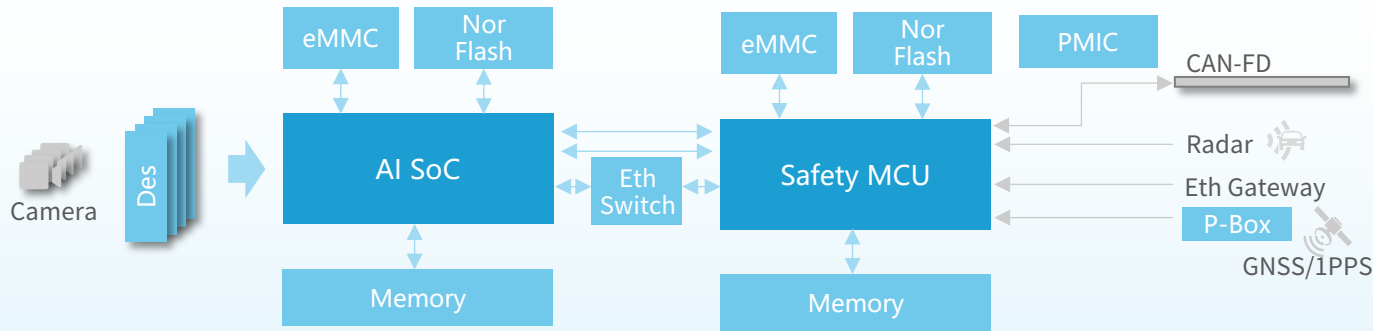 eMMC
Nor
Flash
eMMC
Nor
Flash
PMIC
CAN-FD
Camera
Des
AI SoC
Eth
Switch
Safety MCU
Radar
Eth Gateway
P-Box
GNSS/1PPS
Memory
Memory